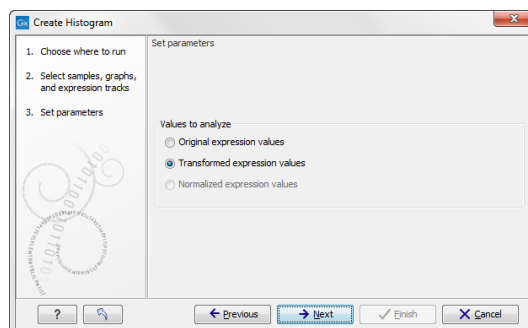 Gx Create Histogram
1. Choose where to run
2. Select samples, graphs,
and expression tracks
3. Set parameters
Set parameters
Values to analyze
Original expression values
Transformed expression values
Normalized expression values
? Previous Next Finish Cancel